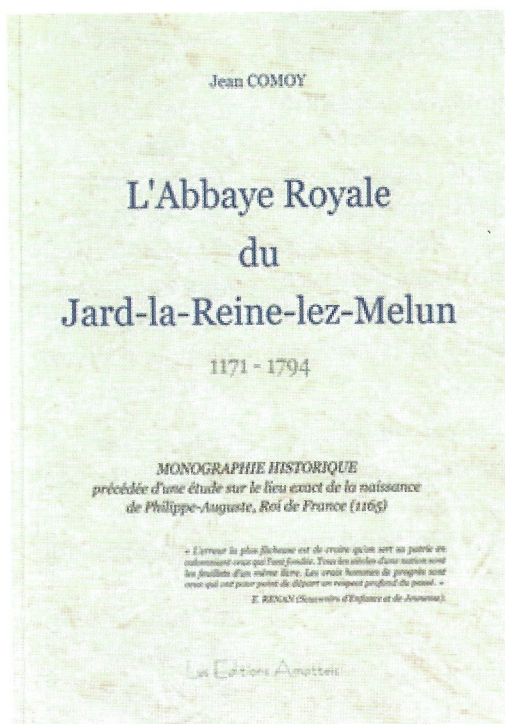 Jean COMOY
L'Abbaye Royale
du
Jard-la-Reine-lez-Melun
1171 - 1794
MONOGRAPHIE HISTORIQUE
précédée d'une étude sur le lieu exact de la naissance
de Philippe-Auguste, Roi de France (1165)
« L'erreur la plus fâcheuse est de croire qu'on sert sa patrie en
calomniant ceux qui l'ont fondée. Tous les siècles d'une nation sont
les feuillets d'un même livre. Les vrais hommes de progrès sont
ceux qui ont pour point de départ un respect profond du passé. »
E. RENAN (Souvenirs d'Enfance et de Jeunesse).
Les Editions Amatteis